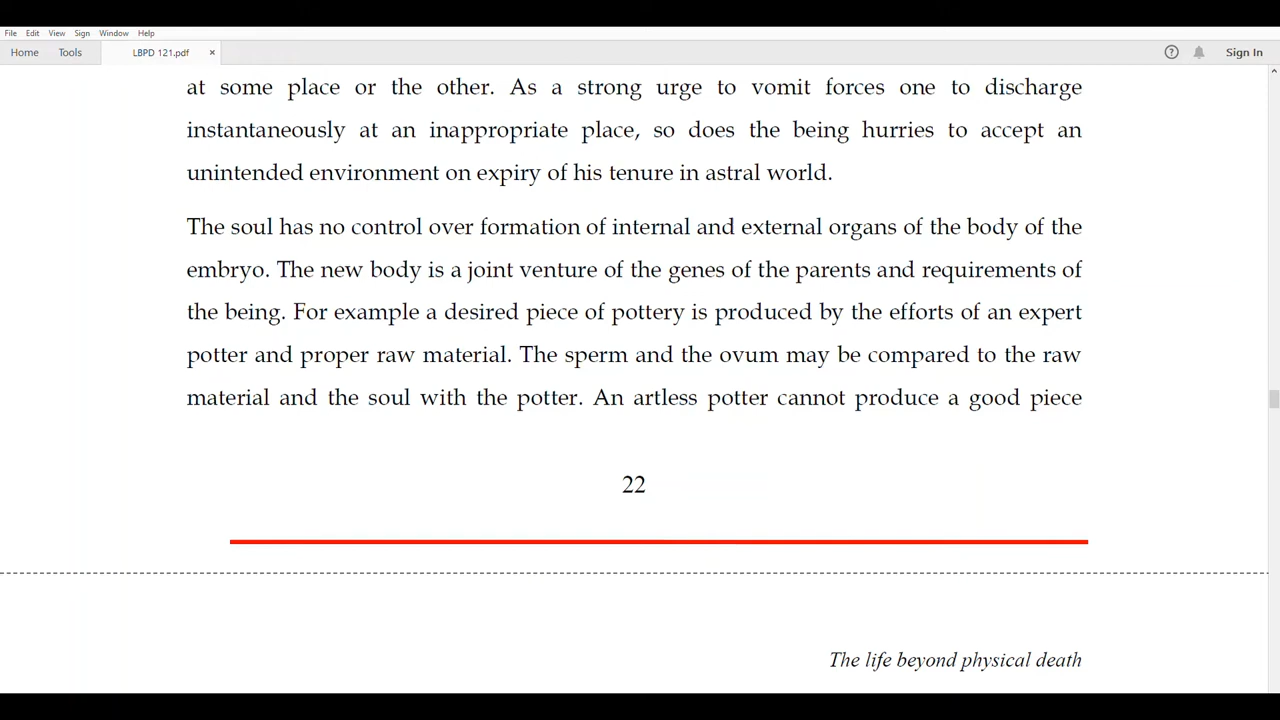 File Edit View Sign Window Help
Home Tools LBPD 121.pdf × ? Sign In
at some place or the other. As a strong urge to vomit forces one to discharge
instantaneously at an inappropriate place, so does the being hurries to accept an
unintended environment on expiry of his tenure in astral world.
The soul has no control over formation of internal and external organs of the body of the
embryo. The new body is a joint venture of the genes of the parents and requirements of
the being. For example a desired piece of pottery is produced by the efforts of an expert
potter and proper raw material. The sperm and the ovum may be compared to the raw
material and the soul with the potter. An artless potter cannot produce a good piece
22
The life beyond physical death